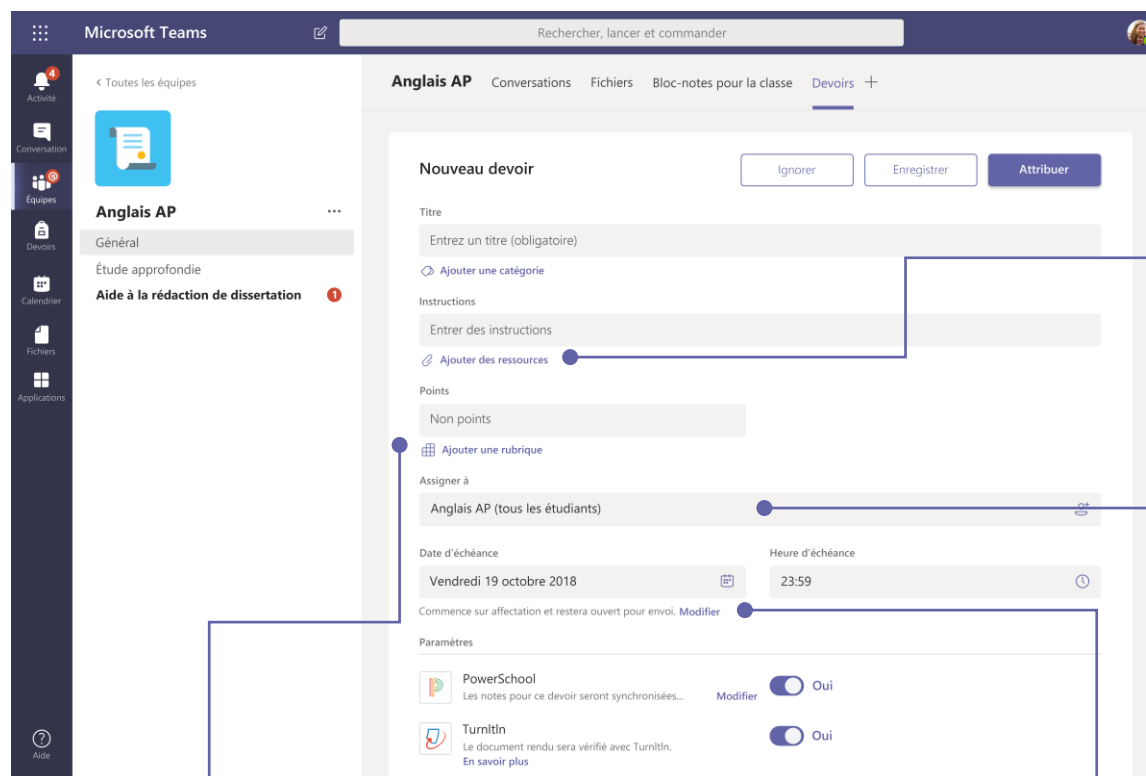 Microsoft Teams
Rechercher, lancer et commander
4
Activité
Conversation
@
Équipes
Devoirs
Calendrier
Fichiers
Applications
?
Aide
< Toutes les équipes
Anglais AP
...
Général
Étude approfondie
Aide à la rédaction de dissertation 1
Anglais AP Conversations Fichiers Bloc-notes pour la classe Devoirs +
Nouveau devoir Ignorer Enregistrer Attribuer
Titre
Entrez un titre (obligatoire)
Ajouter une catégorie
Instructions
Entrer des instructions
Ajouter des ressources
Points
Non points
Ajouter une rubrique
Assigner à
Anglais AP (tous les étudiants)
Date d'échéance Heure d'échéance
Vendredi 19 octobre 2018 23:59
Commence sur affectation et restera ouvert pour envoi. Modifier
Paramètres
PowerSchool
Les notes pour ce devoir seront synchronisées... Modifier Oui
TurnItIn
Le document rendu sera vérifié avec TurnItIn. Oui
En savoir plus